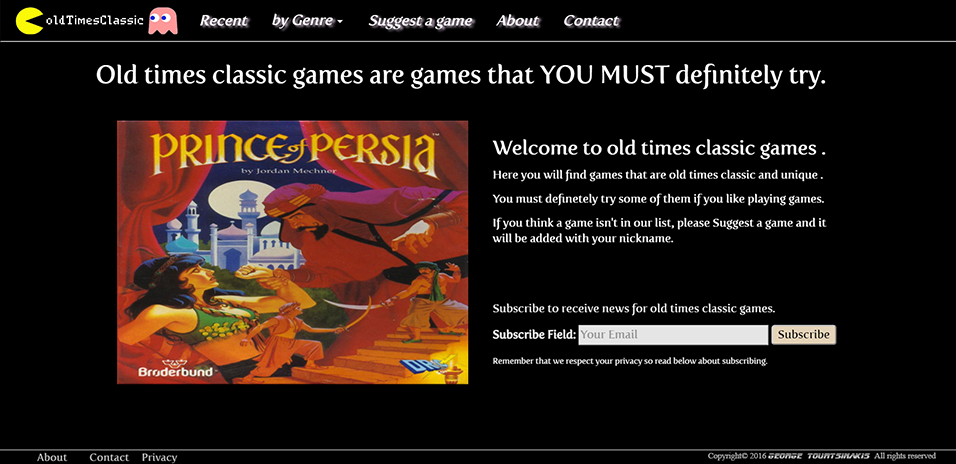 oldTimesClassic Recent by Genre Suggest a game About Contact
Old times classic games are games that YOU MUST definitely try.
PRINCE of PERSIA™
by Jordan Mechner
Brøderbund
Welcome to old times classic games .
Here you will find games that are old times classic and unique .
You must definetely try some of them if you like playing games.
If you think a game isn't in our list, please Suggest a game and it
will be added with your nickname.
Subscribe to receive news for old times classic games.
Subscribe Field: Your Email Subscribe
Remember that we respect your privacy so read below about subscribing.
About Contact Privacy
Copyright© 2016 GEORGE TOURTSINAKIS All rights reserved